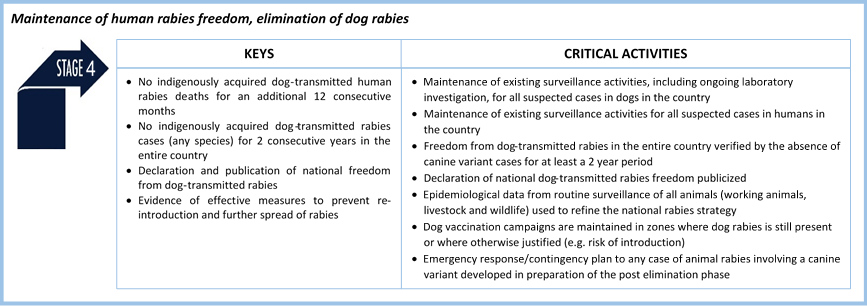 Maintenance of human rabies freedom, elimination of dog rabies
STAGE 4
KEYS
• No indigenously acquired dog-transmitted human
rabies deaths for an additional 12 consecutive
months
• No indigenously acquired dog-transmitted rabies
cases (any species) for 2 consecutive years in the
entire country
• Declaration and publication of national freedom
from dog-transmitted rabies
• Evidence of effective measures to prevent re-
introduction and further spread of rabies
CRITICAL ACTIVITIES
• Maintenance of existing surveillance activities, including ongoing laboratory
investigation, for all suspected cases in dogs in the country
• Maintenance of existing surveillance activities for all suspected cases in humans in
the country
• Freedom from dog-transmitted rabies in the entire country verified by the absence of
canine variant cases for at least a 2 year period
• Declaration of national dog-transmitted rabies freedom publicized
• Epidemiological data from routine surveillance of all animals (working animals,
livestock and wildlife) used to refine the national rabies strategy
• Dog vaccination campaigns are maintained in zones where dog rabies is still present
or where otherwise justified (e.g. risk of introduction)
• Emergency response/contingency plan to any case of animal rabies involving a canine
variant developed in preparation of the post elimination phase